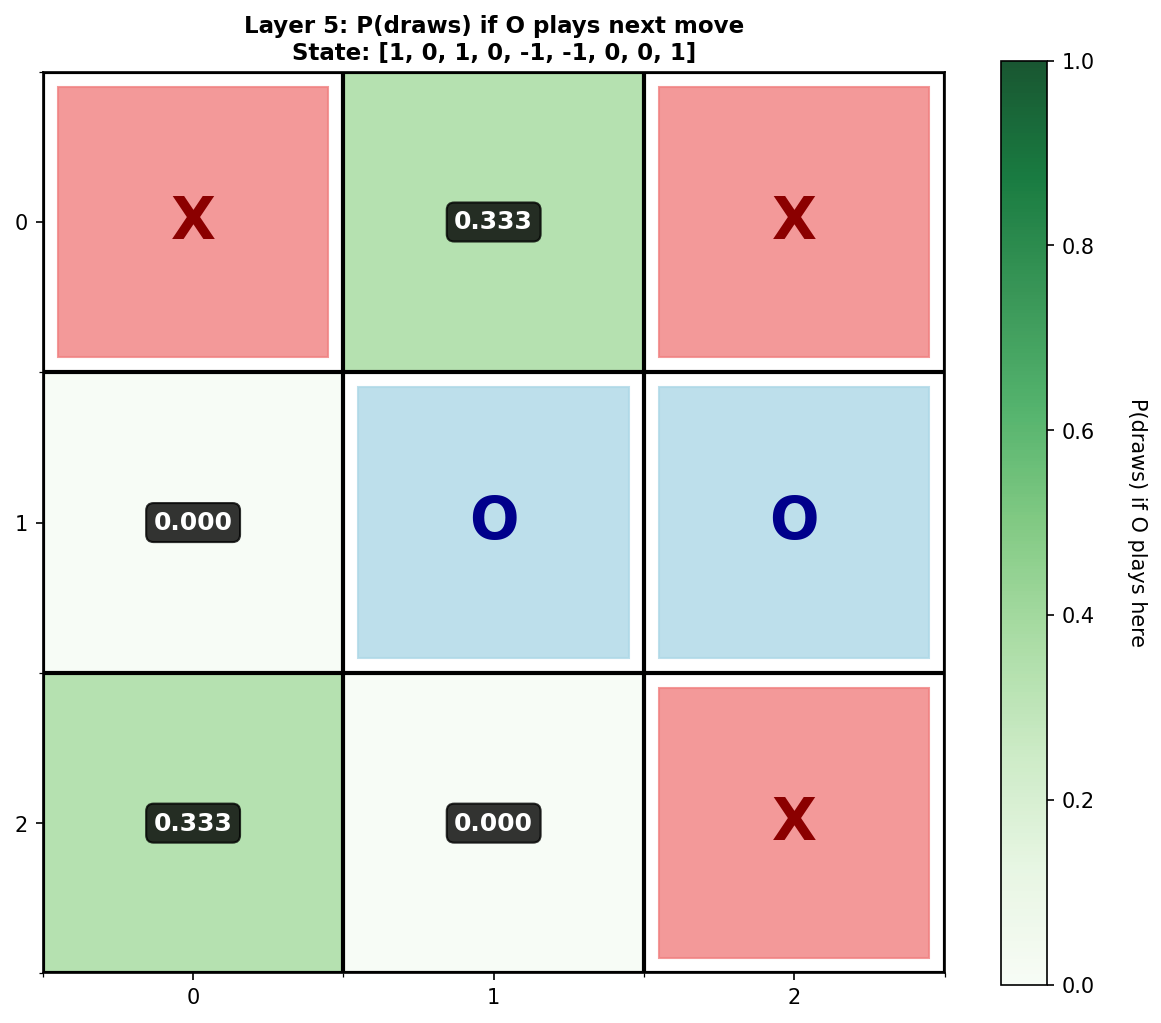 Layer 5: P(draws) if O plays next move
State: [1, 0, 1, 0, -1, -1, 0, 0, 1]
X
0.333
X
0.000
O
O
0.333
0.000
X
0
1
2
0
1
2
1.0
0.8
0.6
0.4
0.2
0.0
P(draws) if O plays here